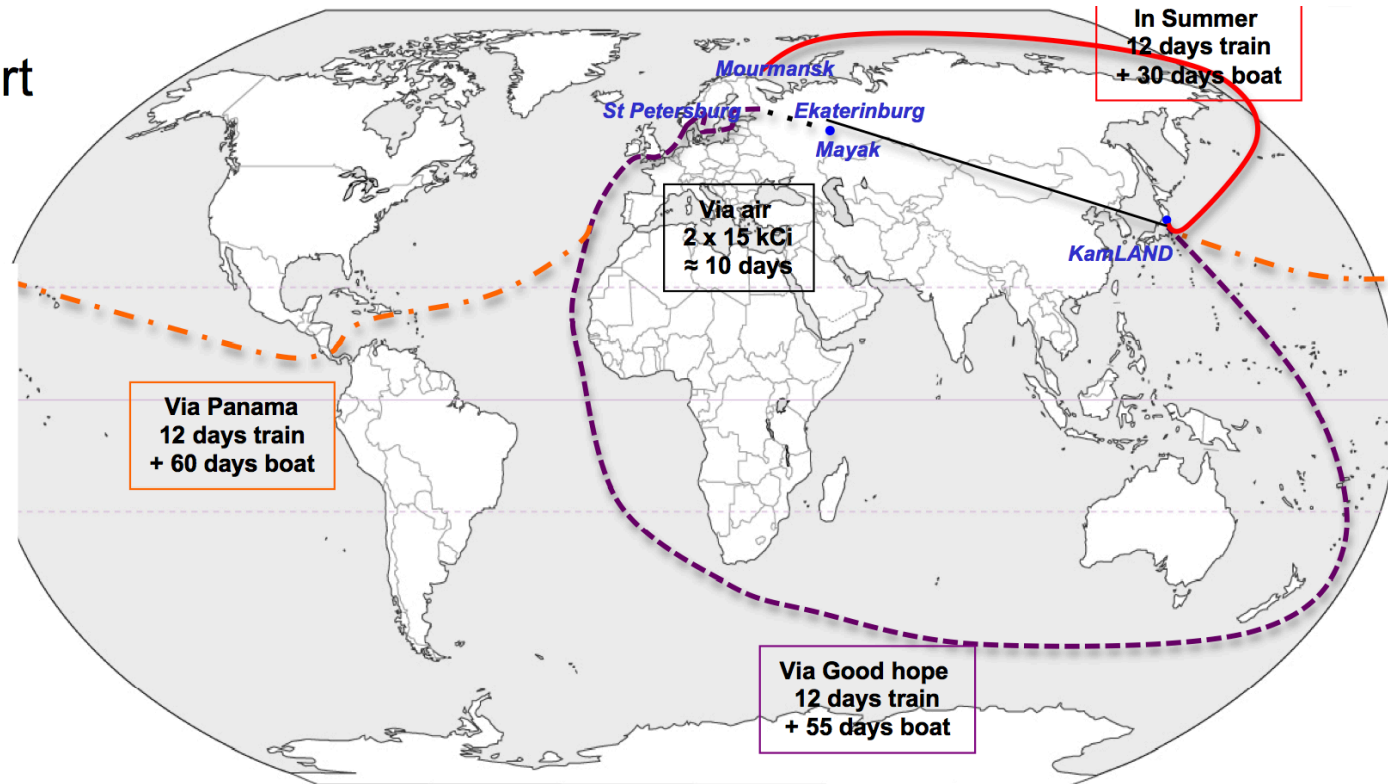 rt
In Summer
12 days train
+ 30 days boat
Mourmansk
St Petersburg
Ekaterinburg
Mayak
Via air
2 x 15 kCi
≈ 10 days
KamLAND
Via Panama
12 days train
+ 60 days boat
Via Good hope
12 days train
+ 55 days boat